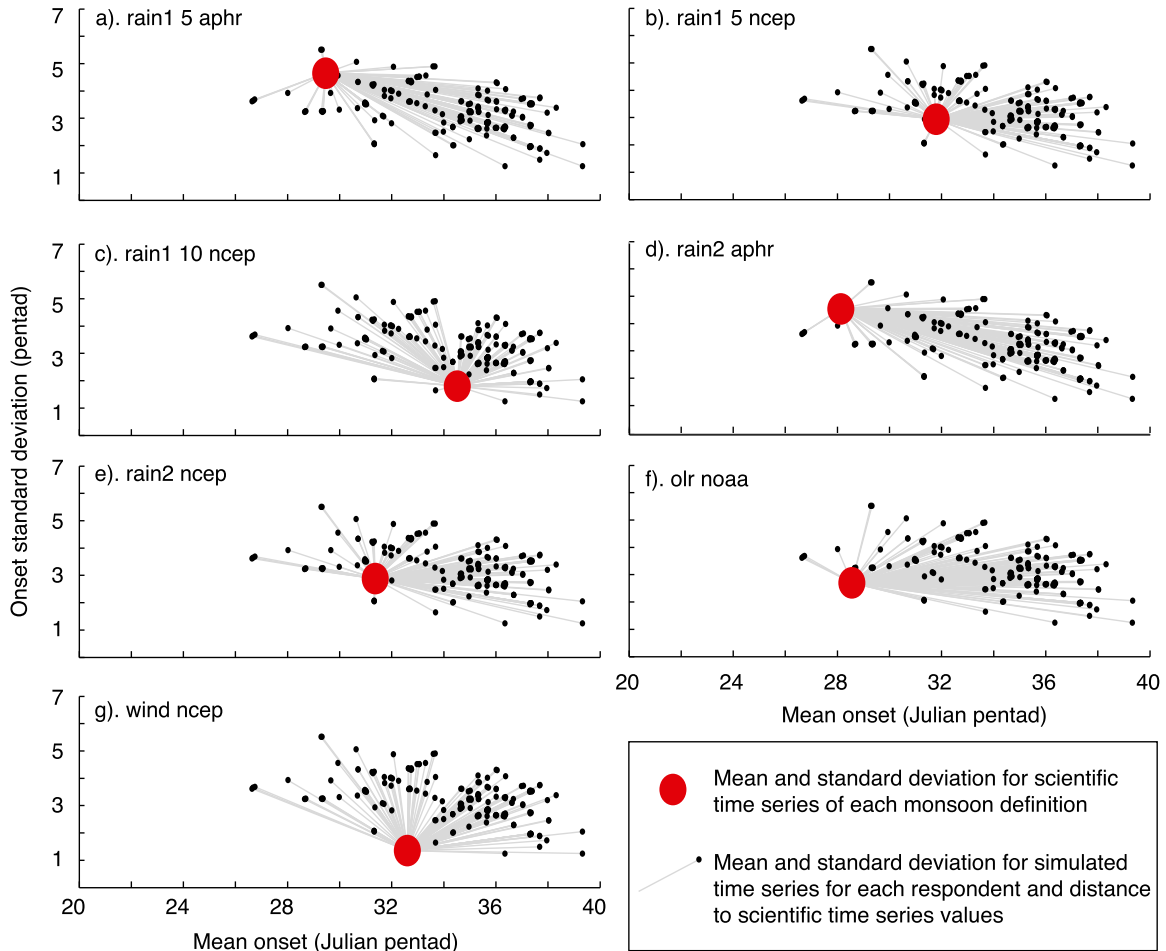 a). rain1 5 aphr
b). rain1 5 ncep
7
5
3
1
c). rain1 10 ncep
d). rain2 aphr
7
5
3
1
Onset standard deviation (pentad)
e). rain2 ncep
f). olr noaa
7
5
3
1
20 24 28 32 36 40
Mean onset (Julian pentad)
g). wind ncep
7
5
3
1
20 24 28 32 36 40
Mean onset (Julian pentad)
Mean and standard deviation for scientific
time series of each monsoon definition
Mean and standard deviation for simulated
time series for each respondent and distance
to scientific time series values